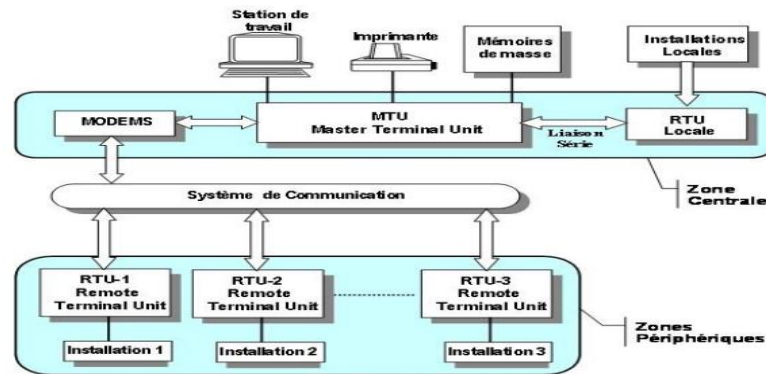 Station de
travail
Imprimante
Mémoires
de masse
Installations
Locales
MODEMS
MTU
Master Terminal Unit
Liaison
Série
RTU
Locale
Système de Communication
Zone
Centrale
RTU-1
Remote
Terminal Unit
RTU-2
Remote
Terminal Unit
RTU-3
Remote
Terminal Unit
Installation 1
Installation 2
Installation 3
Zones
Périphériques